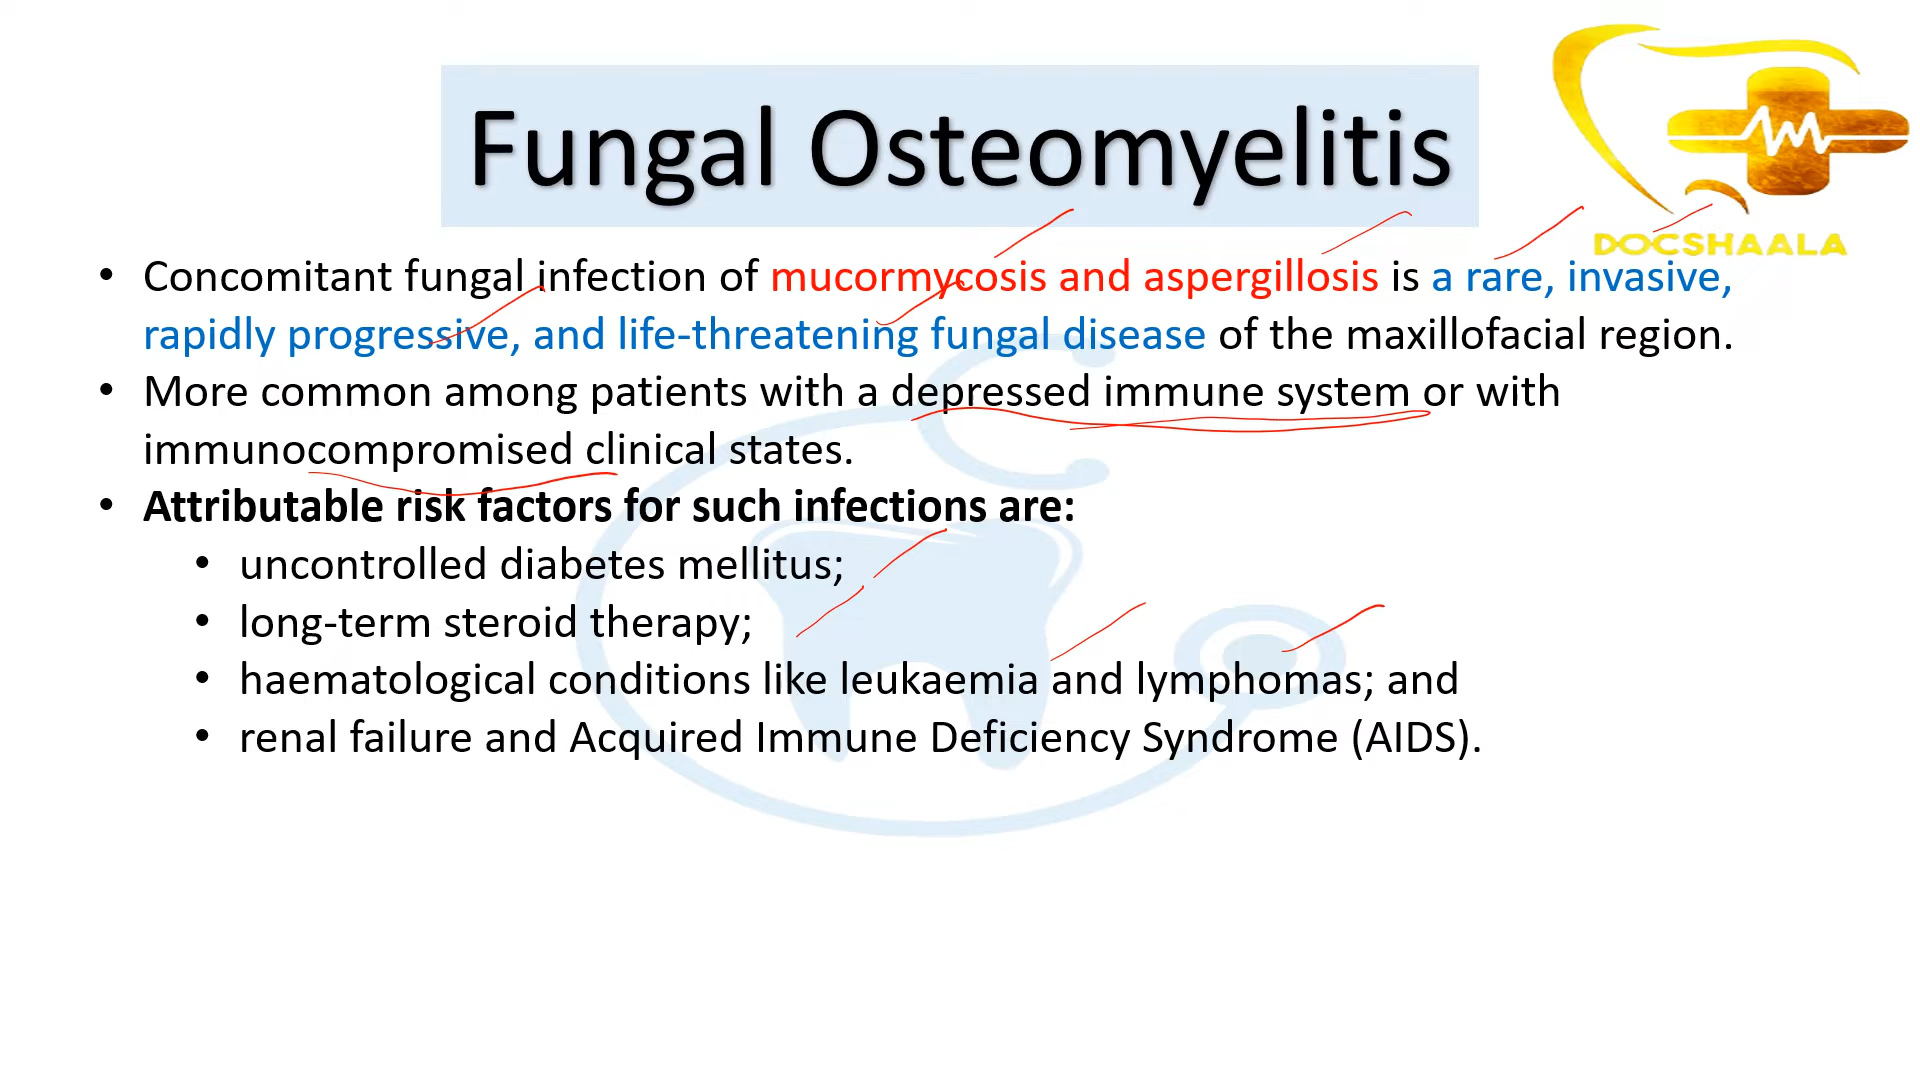 Fungal Osteomyelitis
DOCSHAALA
• Concomitant fungal infection of mucormycosis and aspergillosis is a rare, invasive,
rapidly progressive, and life-threatening fungal disease of the maxillofacial region.
• More common among patients with a depressed immune system or with
immunocompromised clinical states.
• Attributable risk factors for such infections are:
• uncontrolled diabetes mellitus;
• long-term steroid therapy;
• haematological conditions like leukaemia and lymphomas; and
• renal failure and Acquired Immune Deficiency Syndrome (AIDS).